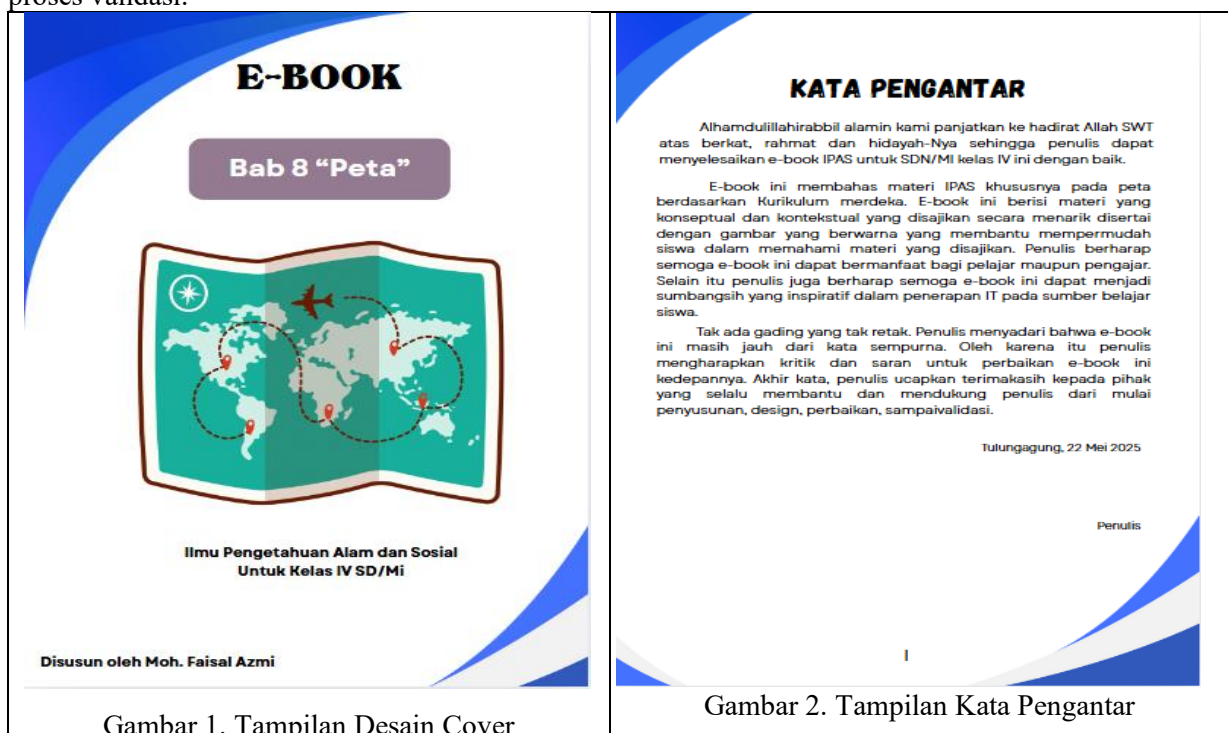 proses validasi.
E-BOOK
Bab 8 “Peta”
Ilmu Pengetahuan Alam dan Sosial
Untuk Kelas IV SD/Mi
Disusun oleh Moh. Faisal Azmi
Gambar 1. Tampilan Desain Cover
KATA PENGANTAR
Alhamdulillahirabbil alamin kami panjatkan ke hadirat Allah SWT
atas berkat, rahmat dan hidayah-Nya sehingga penulis dapat
menyelesaikan e-book IPAS untuk SDN/MI kelas IV ini dengan baik.
E-book ini membahas materi IPAS khususnya pada peta
berdasarkan Kurikulum merdeka. E-book ini berisi materi yang
konseptual dan kontekstual yang disajikan secara menarik disertai
dengan gambar yang berwarna yang membantu mempermudah
siswa dalam memahami materi yang disajikan. Penulis berharap
semoga e-book ini dapat bermanfaat bagi pelajar maupun pengajar.
Selain itu penulis juga berharap semoga e-book ini dapat menjadi
sumbangsih yang inspiratif dalam penerapan IT pada sumber belajar
siswa.
Tak ada gading yang tak retak. Penulis menyadari bahwa e-book
ini masih jauh dari kata sempurna. Oleh karena itu penulis
mengharapkan kritik dan saran untuk perbaikan e-book ini
kedepannya. Akhir kata, penulis ucapkan terimakasih kepada pihak
yang selalu membantu dan mendukung penulis dari mulai
penyusunan, design, perbaikan, sampaivalidasi.
Tulungagung, 22 Mei 2025
Penulis
I
Gambar 2. Tampilan Kata Pengantar